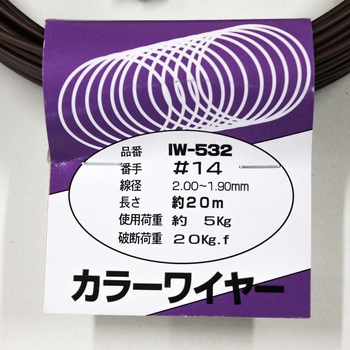 品番 IW-532
番手 #14
線径 2.00~1.90mm
長さ 約20m
使用荷重 約 5Kg
破断荷重 20Kg.f
カラーワイヤー